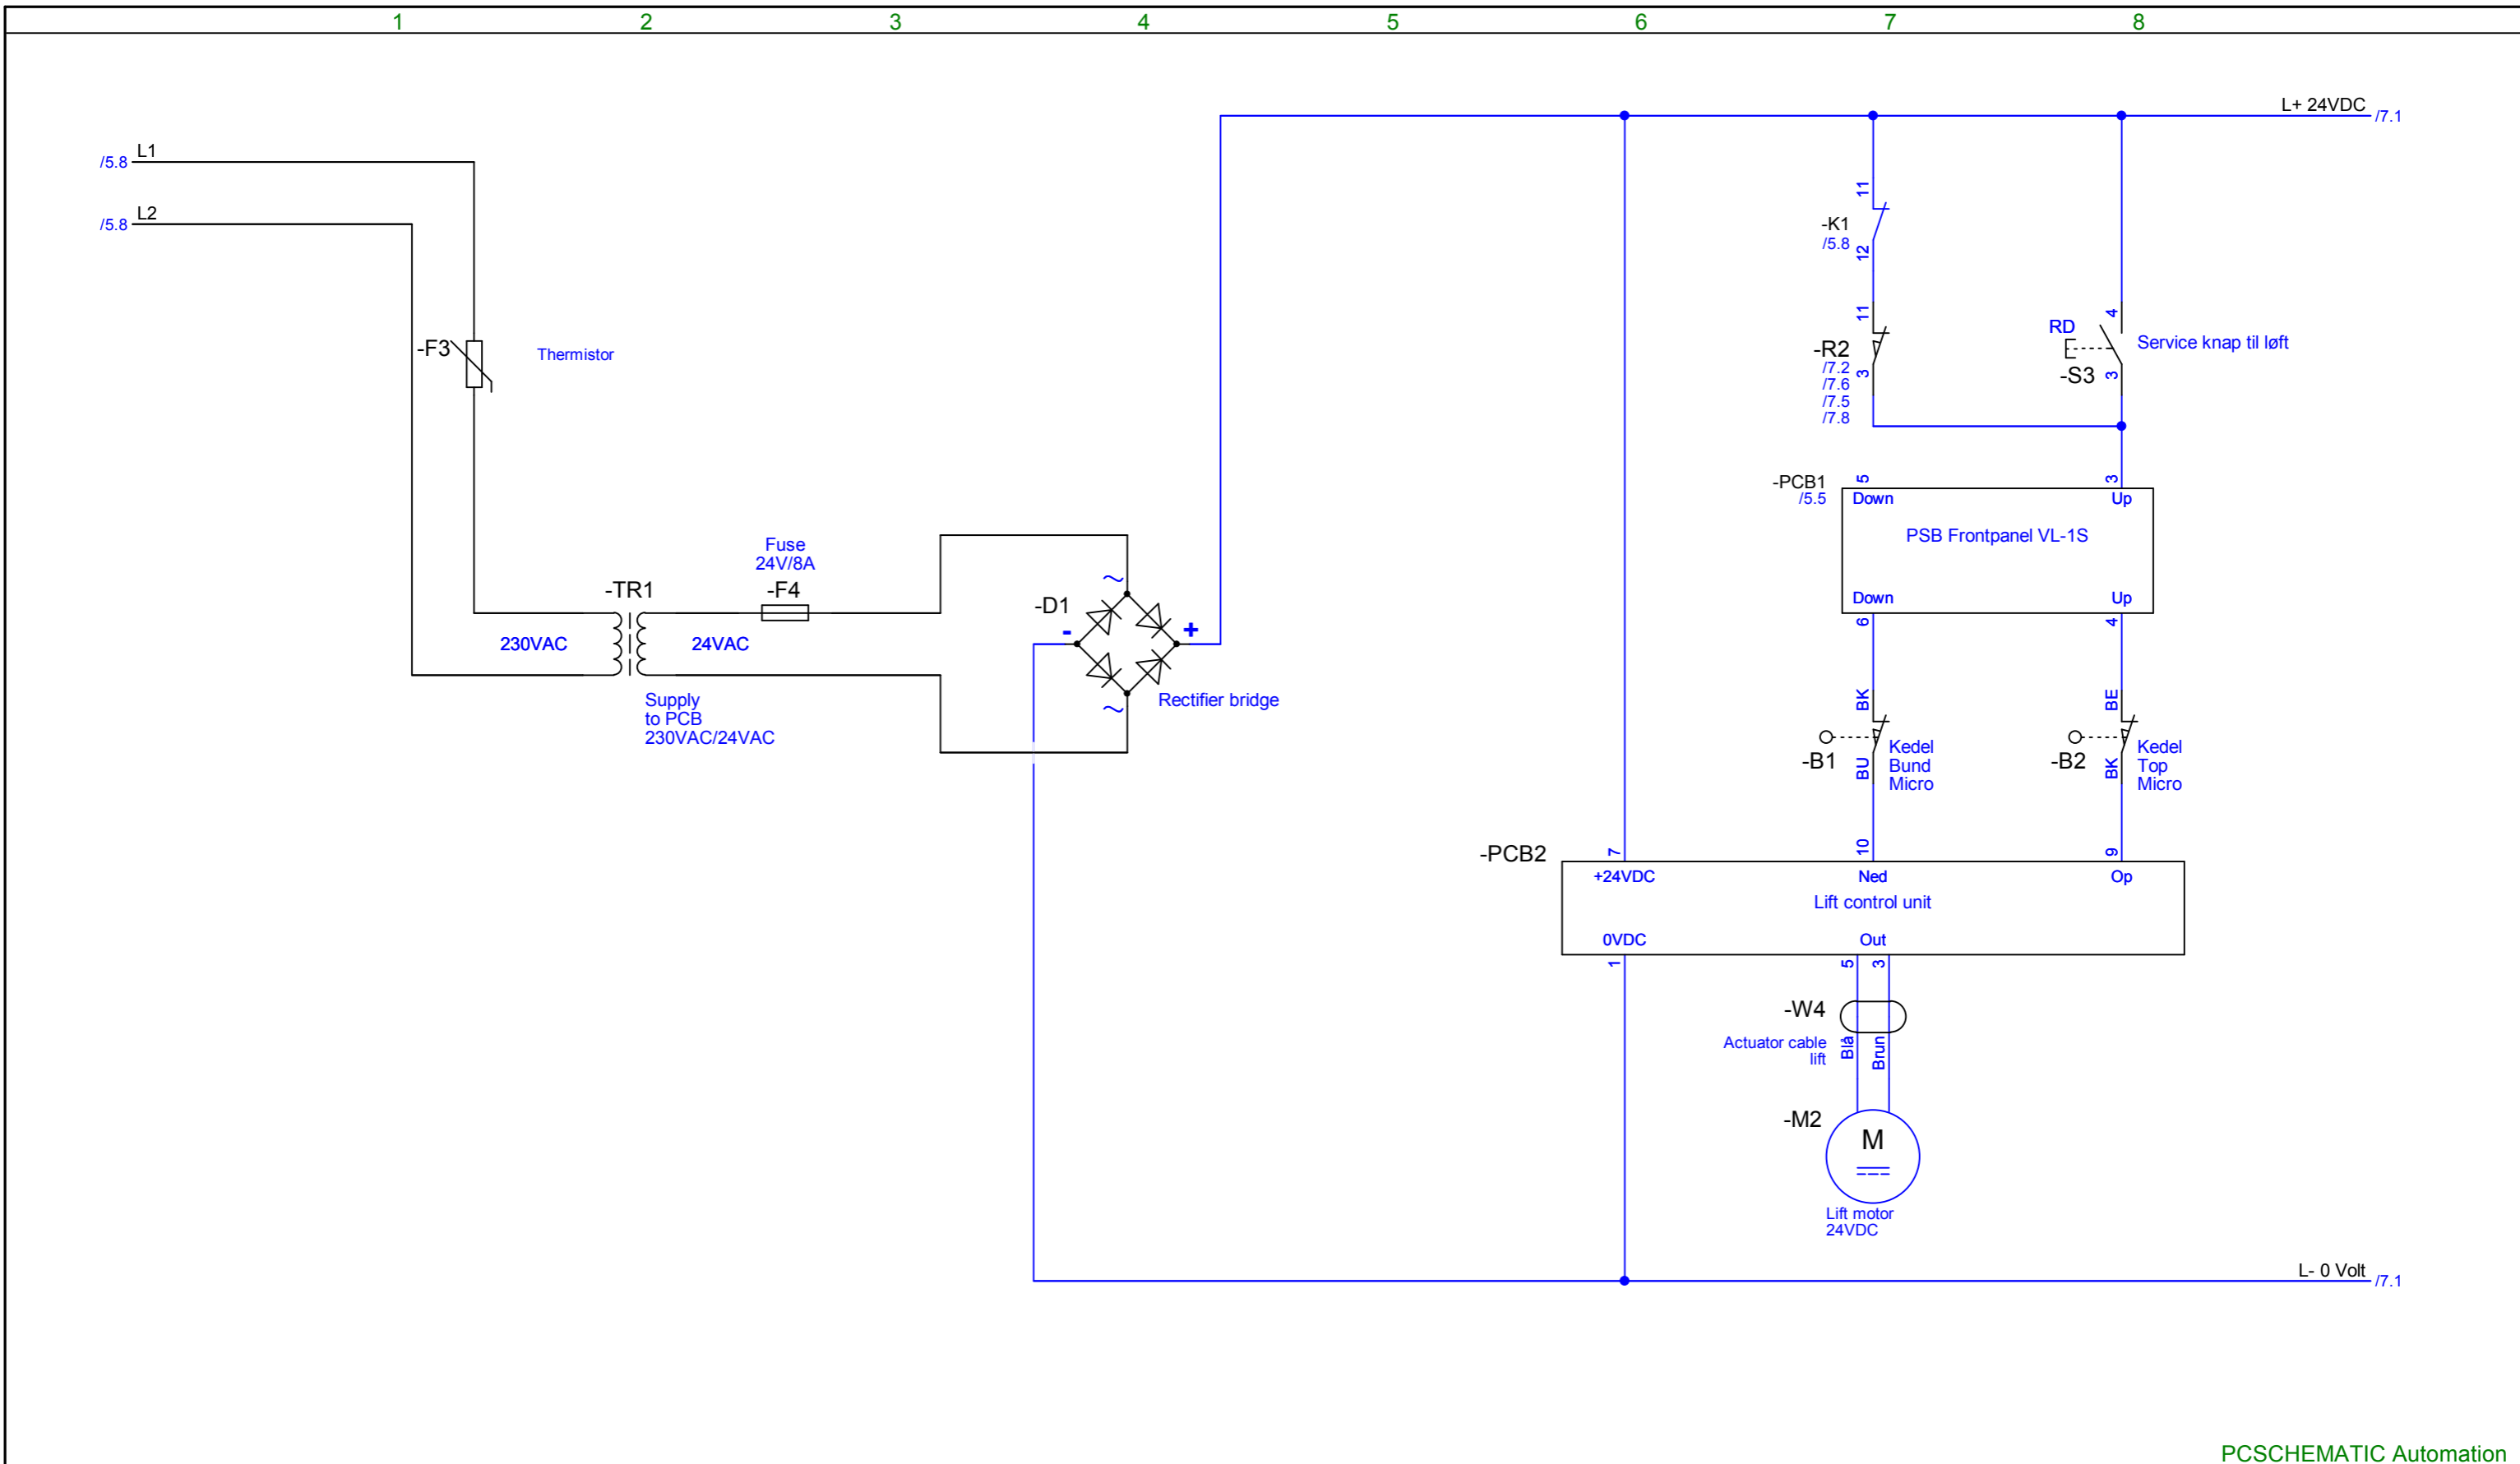 1 2 3 4 5 6 7 8
L+ 24VDC /7.1
/5.8 L1
/5.8 L2
11
-K1
/5.8
12
11
-R2
/7.2
/7.6
/7.5
/7.8
3
4
RD
Service knap til løft
-S3
3
-F3
Thermistor
-PCB1
/5.5
5
3
Down
Up
PSB Frontpanel VL-1S
Down
Up
6
4
Fuse
24V/8A
-F4
-TR1
230VAC
24VAC
Supply
to PCB
230VAC/24VAC
-D1
~
-
+
~
Rectifier bridge
BK
-B1
BU
Kedel
Bund
Micro
BE
-B2
BK
Kedel
Top
Micro
-PCB2
7
10
9
+24VDC
Ned
Op
Lift control unit
0VDC
Out
1
5
3
-W4
Actuator cable
lift
Blå
Brun
-M2
M
Lift motor
24VDC
L- 0 Volt /7.1
PCSCHEMATIC Automation